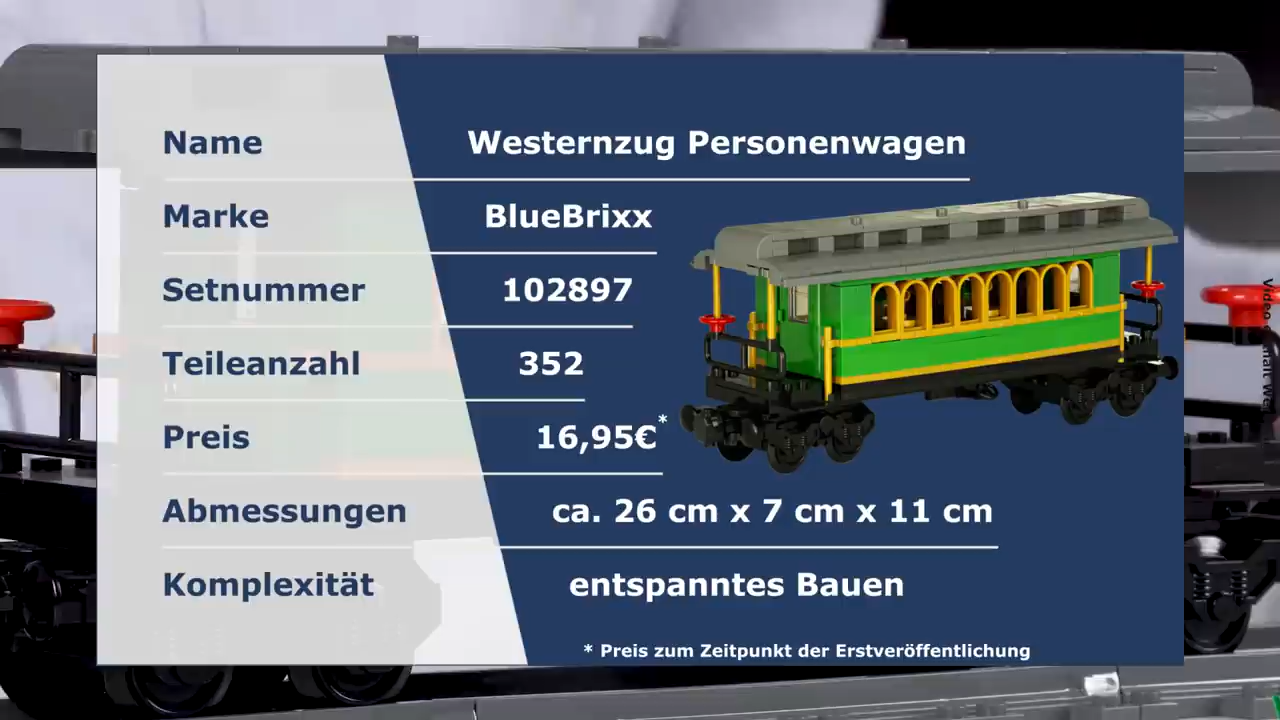 Name Westernzug Personenwagen
Marke BlueBrixx
Setnummer 102897
Teileanzahl 352
Preis 16,95€*
Abmessungen ca. 26 cm x 7 cm x 11 cm
Komplexität entspanntes Bauen
* Preis zum Zeitpunkt der Erstveröffentlichung